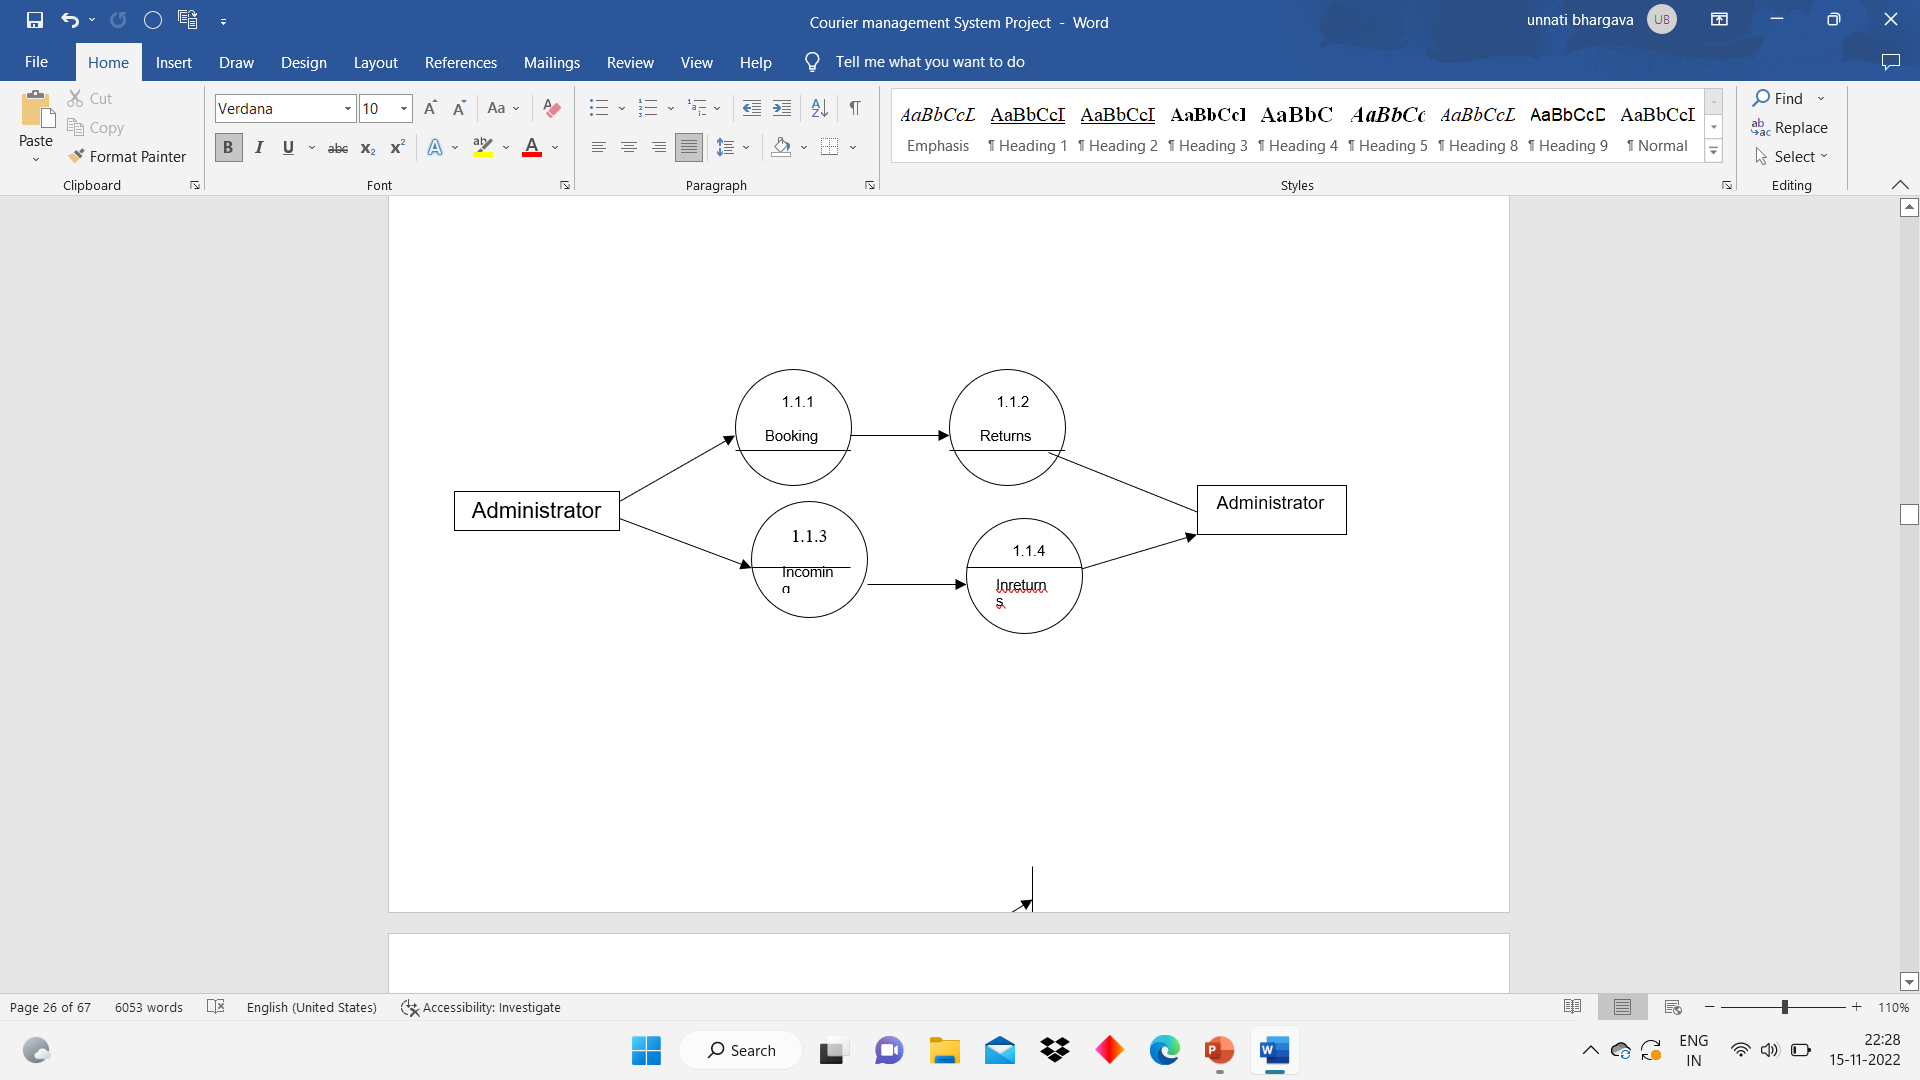 Courier management System Project - Word
unnati bhargava
UB
File Home Insert Draw Design Layout References Mailings Review View Help Tell me what you want to do
Paste
Cut
Copy
Format Painter
Clipboard
Verdana 10
Font
Paragraph
AaBbCcL AaBbCcI AaBbCcI AaBbCcI AaBbC AaBbCc AaBbCcL AaBbCcD AaBbCcI
Emphasis ¶ Heading 1 ¶ Heading 2 ¶ Heading 3 ¶ Heading 4 ¶ Heading 5 ¶ Heading 8 ¶ Heading 9 ¶ Normal
Styles
Find
Replace
Select
Editing
1.1.1
Booking
1.1.2
Returns
Administrator
Administrator
1.1.3
Incomin
g
1.1.4
Inreturn
s
Page 26 of 67 6053 words English (United States) Accessibility: Investigate 110%
Search
ENG
IN
22:28
15-11-2022